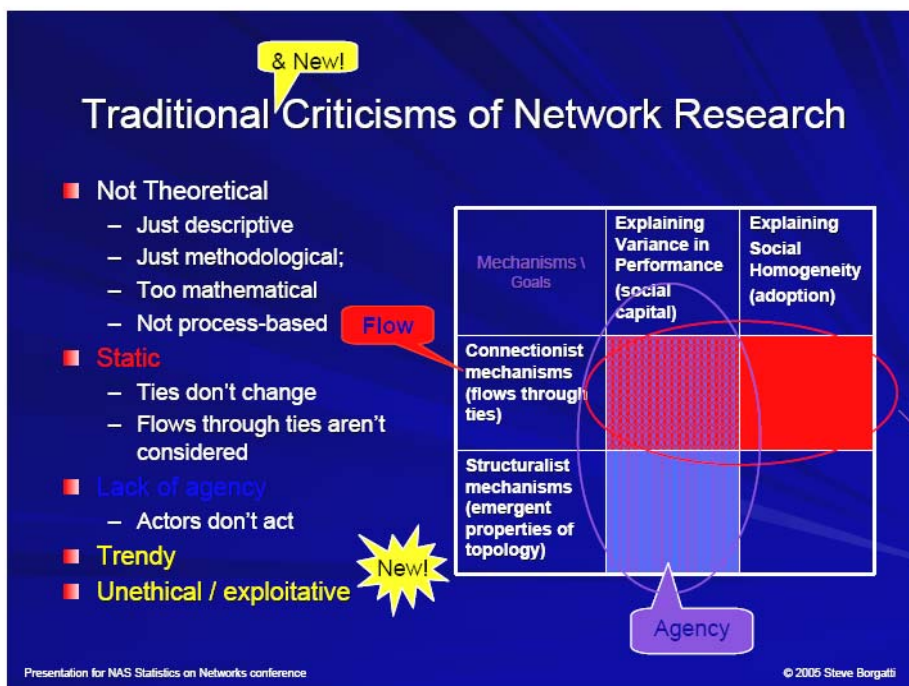 & New!
Traditional Criticisms of Network Research
Not Theoretical
– Just descriptive
– Just methodological;
– Too mathematical
– Not process-based
Static
– Ties don't change
– Flows through ties aren't
considered
Lack of agency
– Actors don't act
Trendy
Unethical / exploitative
New!
Flow
Mechanisms \
Goals
Explaining
Variance in
Performance
(social
capital)
Explaining
Social
Homogeneity
(adoption)
Connectionist
mechanisms
(flows through
ties)
Structuralist
mechanisms
(emergent
properties of
topology)
Agency
Presentation for NAS Statistics on Networks conference
© 2005 Steve Borgatti